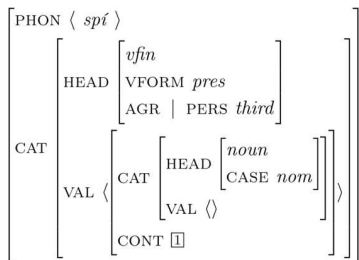 PHON ⟨ spí ⟩
vfin
HEAD VFORM pres
AGR | PERS third
CAT
noun
CAT HEAD CASE nom
VAL ⟨ VAL ⟨⟩ ⟩
CONT 1